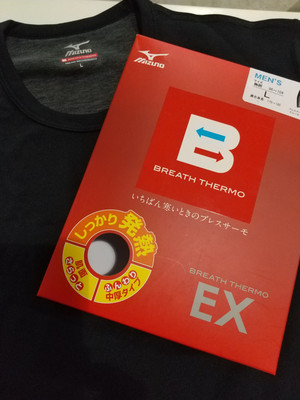 Mizuno
L
Mizuno
MEN'S
L
B
BREATH THERMO
いちばん寒いときのブレスサーモ
しっかり発熱
ふんわり
中厚タイプ
BREATH THERMO
EX